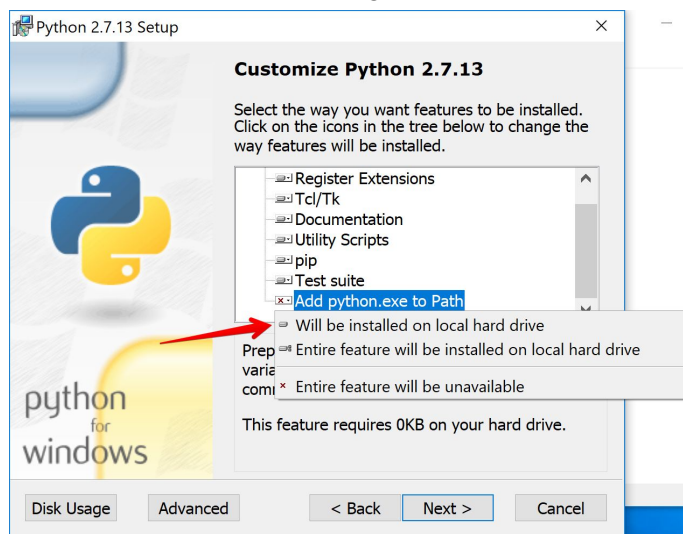 Python 2.7.13 Setup
Customize Python 2.7.13
Select the way you want features to be installed.
Click on the icons in the tree below to change the
way features will be installed.
Register Extensions
Tcl/Tk
Documentation
Utility Scripts
pip
Test suite
Add python.exe to Path
Will be installed on local hard drive
Entire feature will be installed on local hard drive
Entire feature will be unavailable
Prep
varia
com
This feature requires 0KB on your hard drive.
python
for
windows
Disk Usage
Advanced
< Back
Next >
Cancel